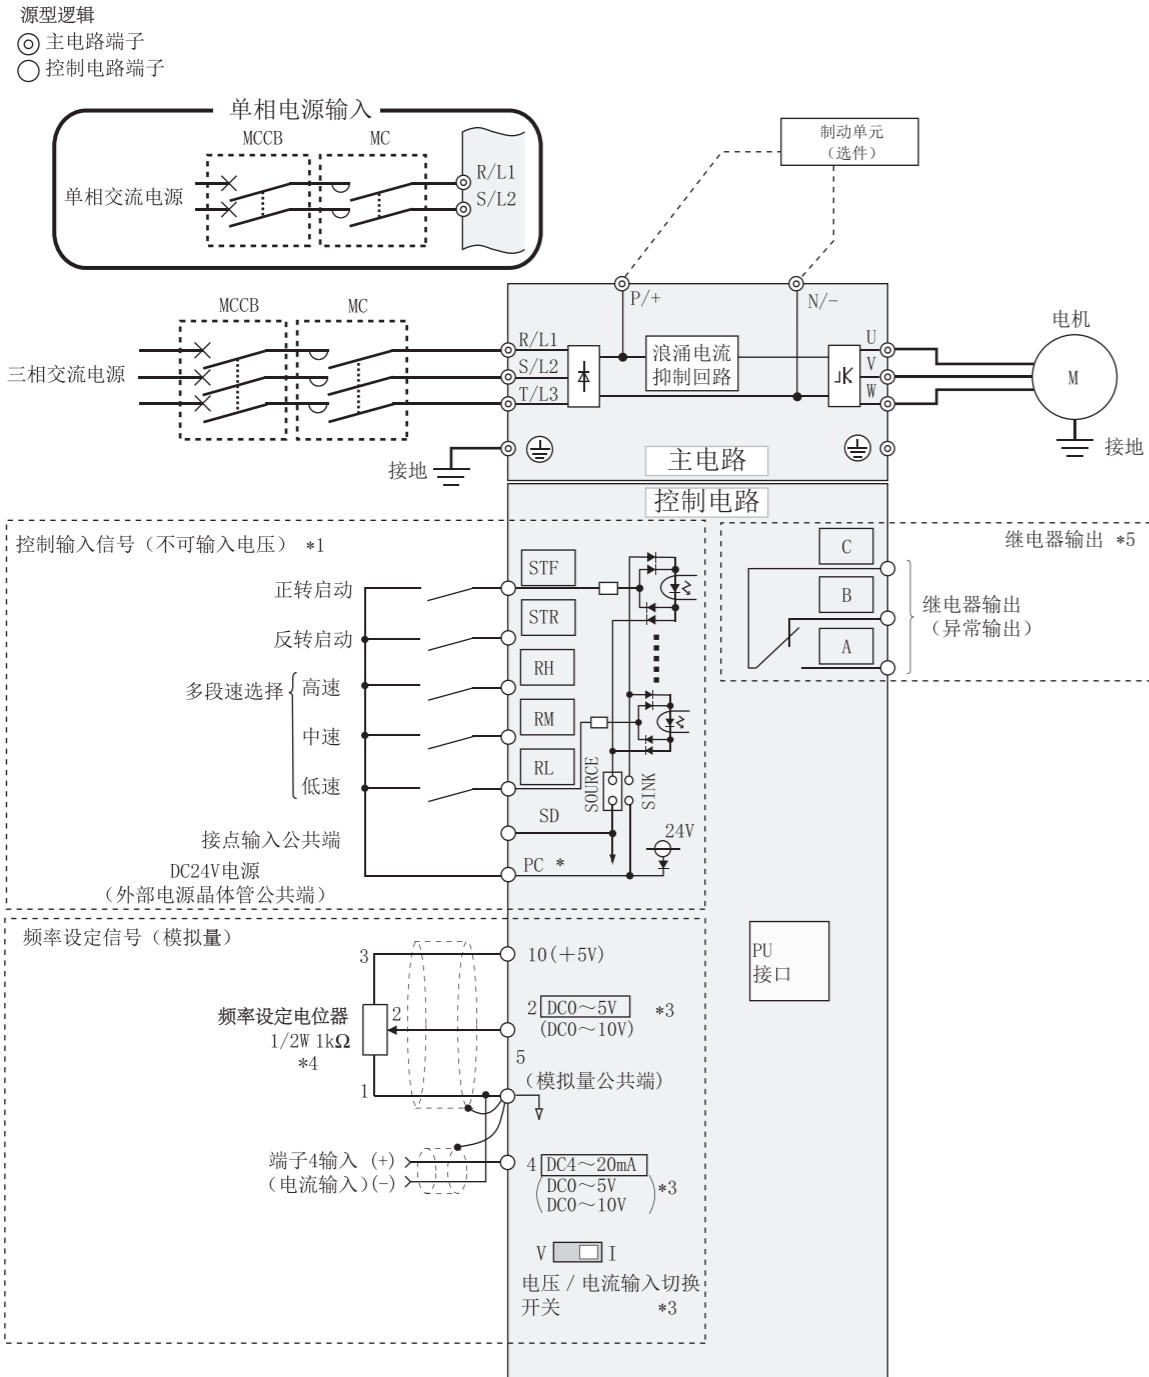 源型逻辑
主电路端子
控制电路端子
单相电源输入
MCCB
MC
R/L1
单相交流电源
S/L2
制动单元
（选件）
P/+
N/-
MCCB
MC
电机
R/L1
S/L2
T/L3
三相交流电源
浪涌电流
抑制回路
U
V
W
M
接地
主电路
接地
控制电路
控制输入信号（不可输入电压） *1
继电器输出 *5
正转启动
STF
C
反转启动
STR
B
继电器输出
（异常输出）
A
多段速选择
高速
RH
中速
RM
低速
RL
SOURCE
SINK
SD
接点输入公共端
24V
DC24V电源
PC *
（外部电源晶体管公共端）
频率设定信号（模拟量）
3
10(＋5V)
PU
接口
频率设定电位器
1/2W 1kΩ
*4
2
2 DC0～5V *3
(DC0～10V)
5
（模拟量公共端)
1
端子4输入 (+)
（电流输入）(−)
4 DC4～20mA
DC0～5V
DC0～10V
*3
V
I
电压 / 电流输入切换
开关 *3